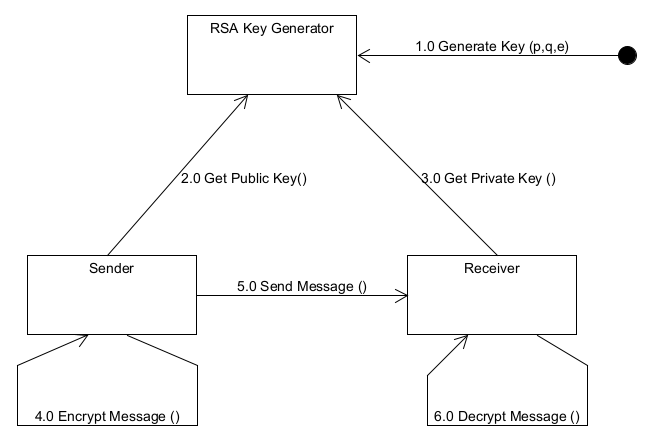 RSA Key Generator
1.0 Generate Key (p,q,e)
2.0 Get Public Key()
3.0 Get Private Key ()
Sender
5.0 Send Message ()
Receiver
4.0 Encrypt Message ()
6.0 Decrypt Message ()